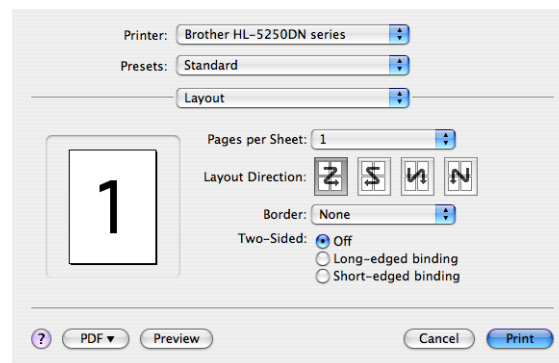 Printer: Brother HL-5250DN series
Presets: Standard
Layout
Pages per Sheet: 1
Layout Direction:
Border: None
Two-Sided: Off
Long-edged binding
Short-edged binding
1
? PDF▼ Preview Cancel Print